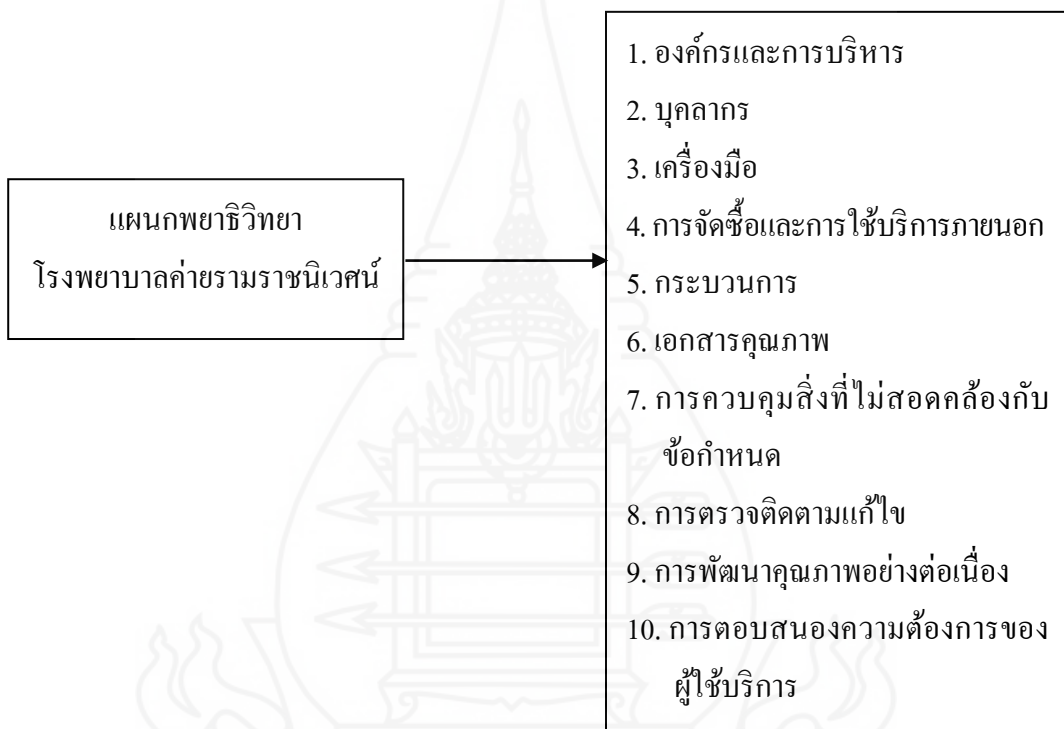 แผนกพยาธิวิทยา
โรงพยาบาลค่ายรามราชนิเวศน์
1. องค์กรและการบริหาร
2. บุคลากร
3. เครื่องมือ
4. การจัดซื้อและการใช้บริการภายนอก
5. กระบวนการ
6. เอกสารคุณภาพ
7. การควบคุมสิ่งที่ไม่สอดคล้องกับ
ข้อกำหนด
8. การตรวจติดตามแก้ไข
9. การพัฒนาคุณภาพอย่างต่อเนื่อง
10. การตอบสนองความต้องการของ
ผู้ใช้บริการ